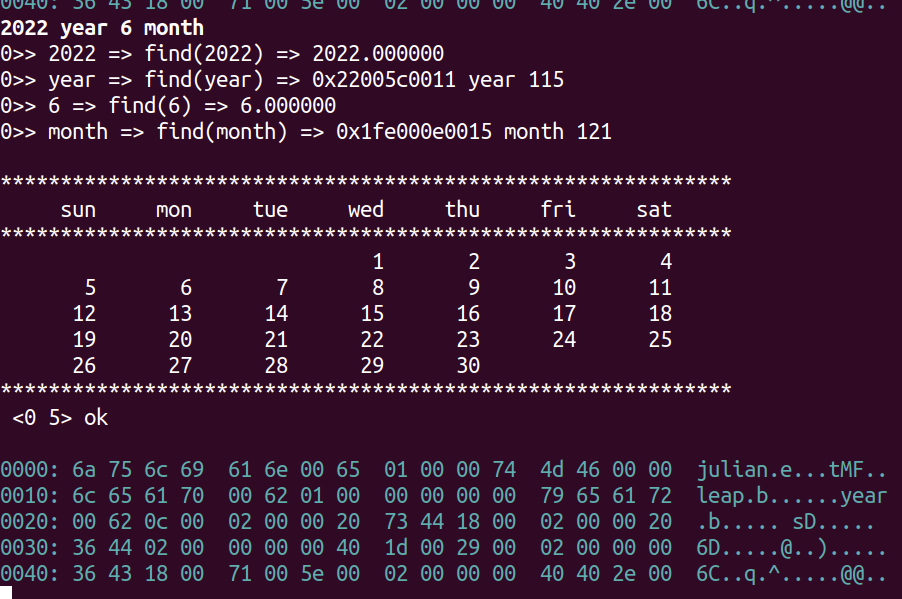 0040: 36 43 18 00  71 00 5e 00  02 00 00 00  40 40 2e 00  6C..q.^.....@@..
2022 year 6 month
0>> 2022 => find(2022) => 2022.000000
0>> year => find(year) => 0x22005c0011 year 115
0>> 6 => find(6) => 6.000000
0>> month => find(month) => 0x1fe000e0015 month 121
*************************************************************
     sun     mon     tue     wed     thu     fri     sat
*************************************************************
                               1       2       3       4
       5       6       7       8       9      10      11
      12      13      14      15      16      17      18
      19      20      21      22      23      24      25
      26      27      28      29      30
*************************************************************
 <0 5> ok
0000: 6a 75 6c 69  61 6e 00 65  01 00 00 74  4d 46 00 00  julian.e...tMF..
0010: 6c 65 61 70  00 62 01 00  00 00 00 00  79 65 61 72  leap.b......year
0020: 00 62 0c 00  02 00 00 20  73 44 18 00  02 00 00 20  .b..... sD.....
0030: 36 44 02 00  00 00 00 40  1d 00 29 00  02 00 00 00  6D.....@..).....
0040: 36 43 18 00  71 00 5e 00  02 00 00 00  40 40 2e 00  6C..q.^.....@@..